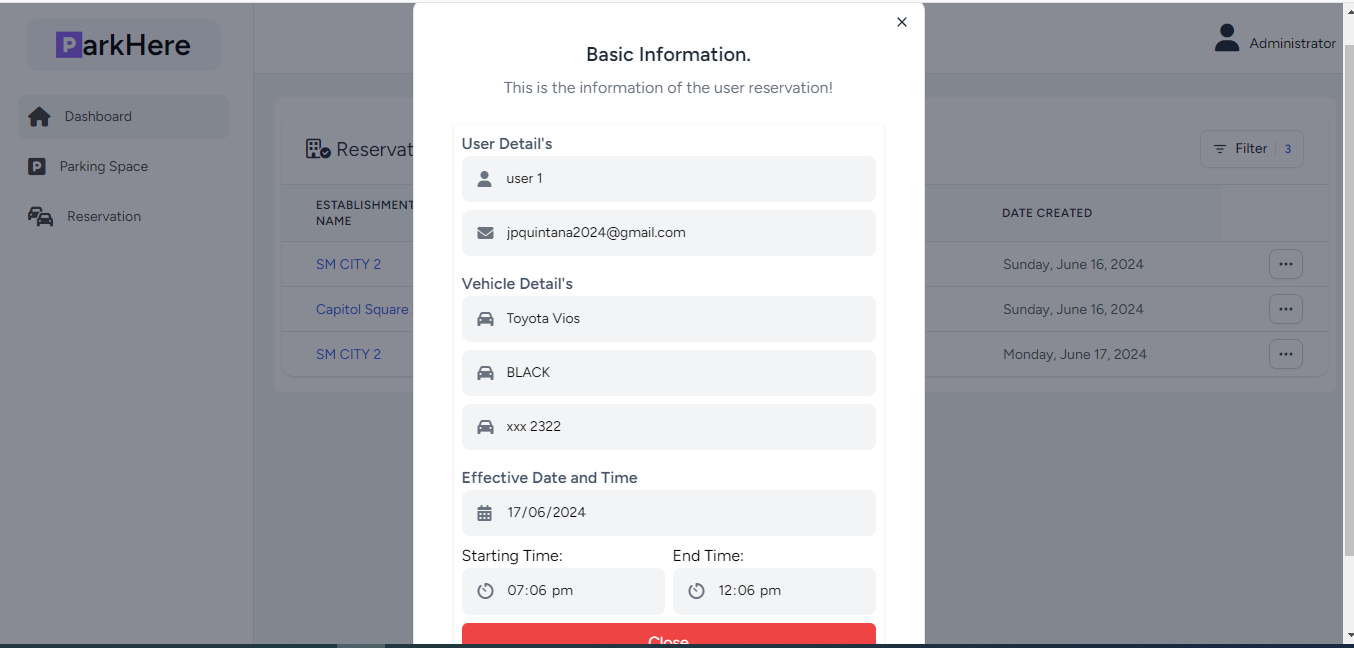 ParkHere
Administrator
Dashboard
Parking Space
Reservation
Reservat
Filter 3
ESTABLISHMENT
NAME
DATE CREATED
SM CITY 2
Sunday, June 16, 2024
Capitol Square
Sunday, June 16, 2024
SM CITY 2
Monday, June 17, 2024
Basic Information.
This is the information of the user reservation!
User Detail's
user 1
jpquintana2024@gmail.com
Vehicle Detail's
Toyota Vios
BLACK
xxx 2322
Effective Date and Time
17/06/2024
Starting Time: End Time:
07:06 pm 12:06 pm
Close